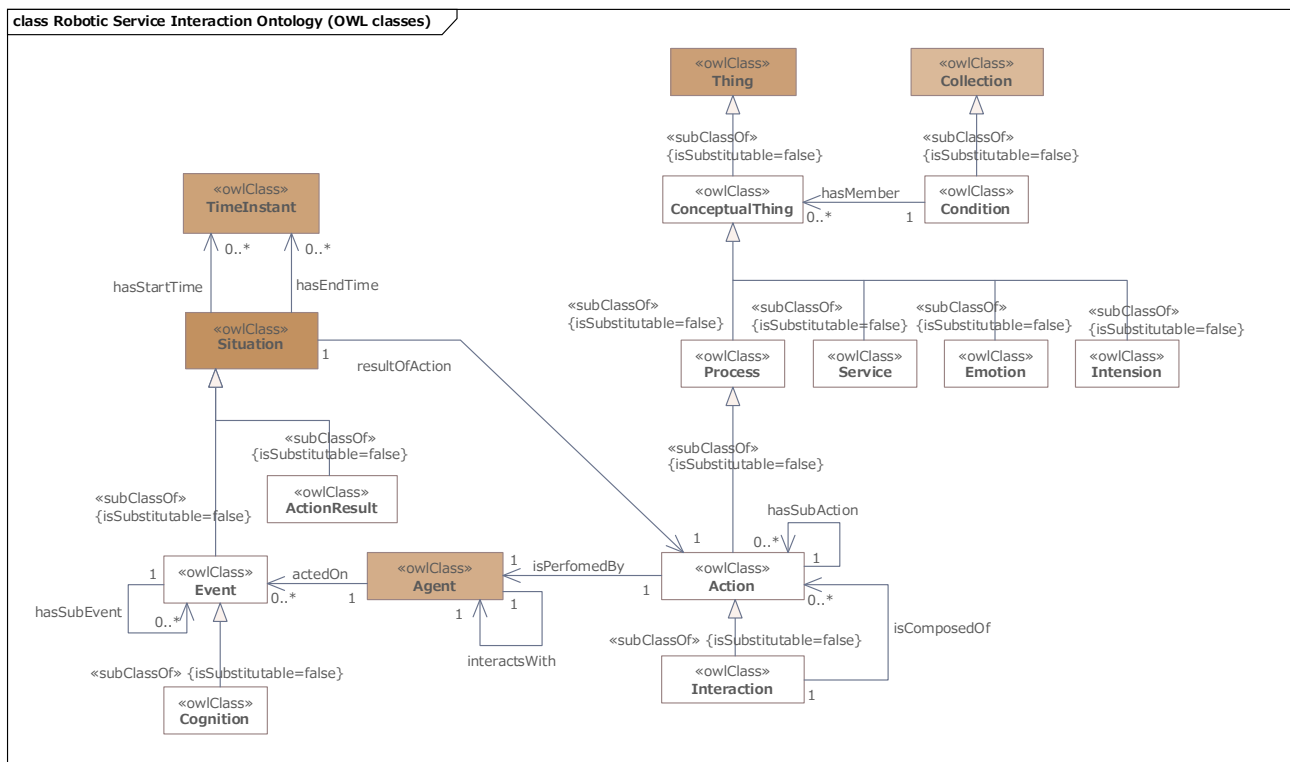 class Robotic Service Interaction Ontology (OWL classes)
«owlClass»
Thing
«owlClass»
Collection
«subClassOf»
{isSubstitutable=false}
«subClassOf»
{isSubstitutable=false}
«owlClass»
TimeInstant
«owlClass»
ConceptualThing
hasMember
0..*
1
«owlClass»
Condition
0..*
0..*
hasStartTime
hasEndTime
«subClassOf»
{isSubstitutable=false}
«subClassOf»
{isSubstitutable=false}
«subClassOf»
{isSubstitutable=false}
«subClassOf»
{isSubstitutable=false}
«owlClass»
Situation
1
resultOfAction
1
«owlClass»
Process
«owlClass»
Service
«owlClass»
Emotion
«owlClass»
Intension
«subClassOf»
{isSubstitutable=false}
«owlClass»
ActionResult
«subClassOf»
{isSubstitutable=false}
«subClassOf»
{isSubstitutable=false}
hasSubAction
0..*
1
«owlClass»
Event
1
0..*
hasSubEvent
actedOn
0..*
1
«owlClass»
Agent
1
isPerfomedBy
1
1
1
interactsWith
«owlClass»
Action
0..*
isComposedOf
1
«subClassOf» {isSubstitutable=false}
«owlClass»
Interaction
«subClassOf» {isSubstitutable=false}
«owlClass»
Cognition